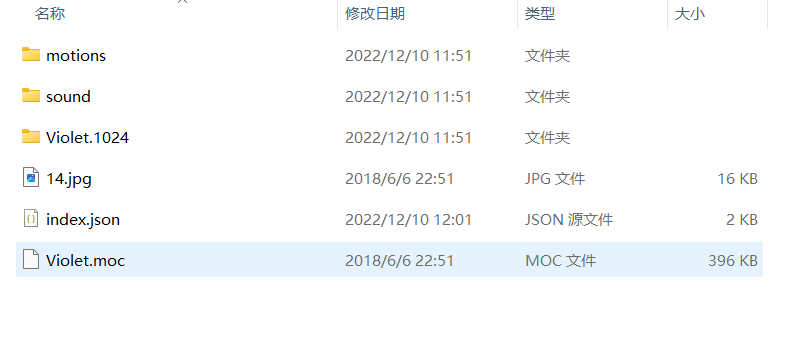 名称 修改日期 类型 大小
motions 2022/12/10 11:51 文件夹
sound 2022/12/10 11:51 文件夹
Violet.1024 2022/12/10 11:51 文件夹
14.jpg 2018/6/6 22:51 JPG 文件 16 KB
index.json 2022/12/10 12:01 JSON 源文件 2 KB
Violet.moc 2018/6/6 22:51 MOC 文件 396 KB